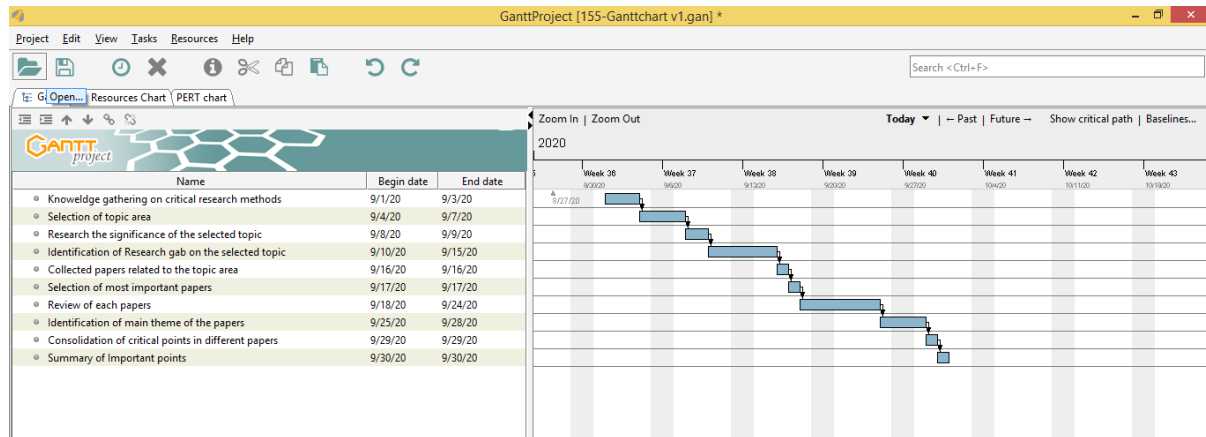 GanttProject [155-Ganttchart v1.gan] *
Project Edit View Tasks Resources Help
Search <Ctrl+F>
Open... Resources Chart PERT chart
Zoom In | Zoom Out Today ▼ | ← Past | Future → Show critical path | Baselines...
GANTT project
2020
Name Begin date End date
Week 36 Week 37 Week 38 Week 39 Week 40 Week 41 Week 42 Week 43
8/30/20 9/6/20 9/13/20 9/20/20 9/27/20 10/4/20 10/11/20 10/18/20
8/27/20
Knoweldge gathering on critical research methods 9/1/20 9/3/20
Selection of topic area 9/4/20 9/7/20
Research the significance of the selected topic 9/8/20 9/9/20
Identification of Research gab on the selected topic 9/10/20 9/15/20
Collected papers related to the topic area 9/16/20 9/16/20
Selection of most important papers 9/17/20 9/17/20
Review of each papers 9/18/20 9/24/20
Identification of main theme of the papers 9/25/20 9/28/20
Consolidation of critical points in different papers 9/29/20 9/29/20
Summary of Important points 9/30/20 9/30/20